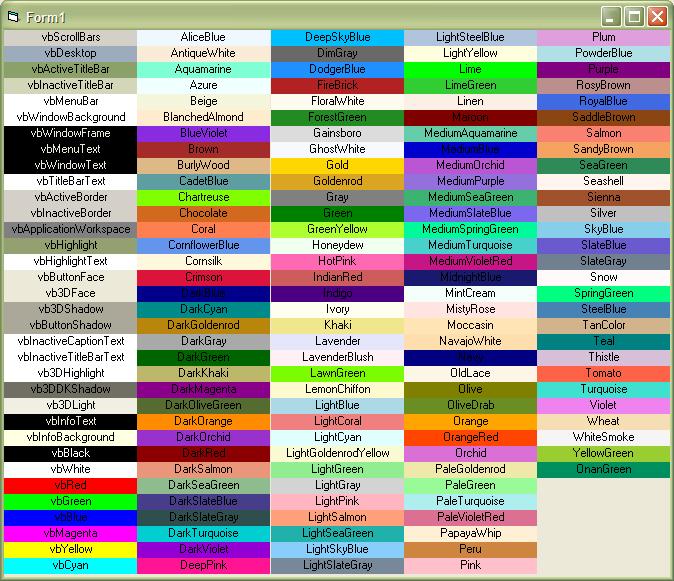 Form1
vbScrollBars
vbDesktop
vbActiveTitleBar
vbInactiveTitleBar
vbMenuBar
vbWindowBackground
vbWindowFrame
vbMenuText
vbWindowText
vbTitleBarText
vbActiveBorder
vbInactiveBorder
vbApplicationWorkspace
vbHighlight
vbHighlightText
vbButtonFace
vb3DFace
vb3DShadow
vbButtonShadow
vbInactiveCaptionText
vbInactiveTitleBarText
vb3DHighlight
vb3DDKShadow
vb3DLight
vbInfoText
vbInfoBackground
vbBlack
vbWhite
vbRed
vbGreen
vbBlue
vbMagenta
vbYellow
vbCyan
AliceBlue
AntiqueWhite
Aquamarine
Azure
Beige
BlanchedAlmond
BlueViolet
Brown
BurlyWood
CadetBlue
Chartreuse
Chocolate
Coral
CornflowerBlue
Cornsilk
Crimson
DarkBlue
DarkCyan
DarkGoldenrod
DarkGray
DarkGreen
DarkKhaki
DarkMagenta
DarkOliveGreen
DarkOrange
DarkOrchid
DarkRed
DarkSalmon
DarkSeaGreen
DarkSlateBlue
DarkSlateGray
DarkTurquoise
DarkViolet
DeepPink
DeepSkyBlue
DimGray
DodgerBlue
FireBrick
FloralWhite
ForestGreen
Gainsboro
GhostWhite
Gold
Goldenrod
Gray
Green
GreenYellow
Honeydew
HotPink
IndianRed
Indigo
Ivory
Khaki
Lavender
LavenderBlush
LawnGreen
LemonChiffon
LightBlue
LightCoral
LightCyan
LightGoldenrodYellow
LightGreen
LightGray
LightPink
LightSalmon
LightSeaGreen
LightSkyBlue
LightSlateGray
LightSteelBlue
LightYellow
Lime
LimeGreen
Linen
Maroon
MediumAquamarine
MediumBlue
MediumOrchid
MediumPurple
MediumSeaGreen
MediumSlateBlue
MediumSpringGreen
MediumTurquoise
MediumVioletRed
MidnightBlue
MintCream
MistyRose
Moccasin
NavajoWhite
Navy
OldLace
Olive
OliveDrab
Orange
OrangeRed
Orchid
PaleGoldenrod
PaleGreen
PaleTurquoise
PaleVioletRed
PapayaWhip
Peru
Pink
Plum
PowderBlue
Purple
RosyBrown
RoyalBlue
SaddleBrown
Salmon
SandyBrown
SeaGreen
Seashell
Sienna
Silver
SkyBlue
SlateBlue
SlateGray
Snow
SpringGreen
SteelBlue
TanColor
Teal
Thistle
Tomato
Turquoise
Violet
Wheat
WhiteSmoke
YellowGreen
OnanGreen